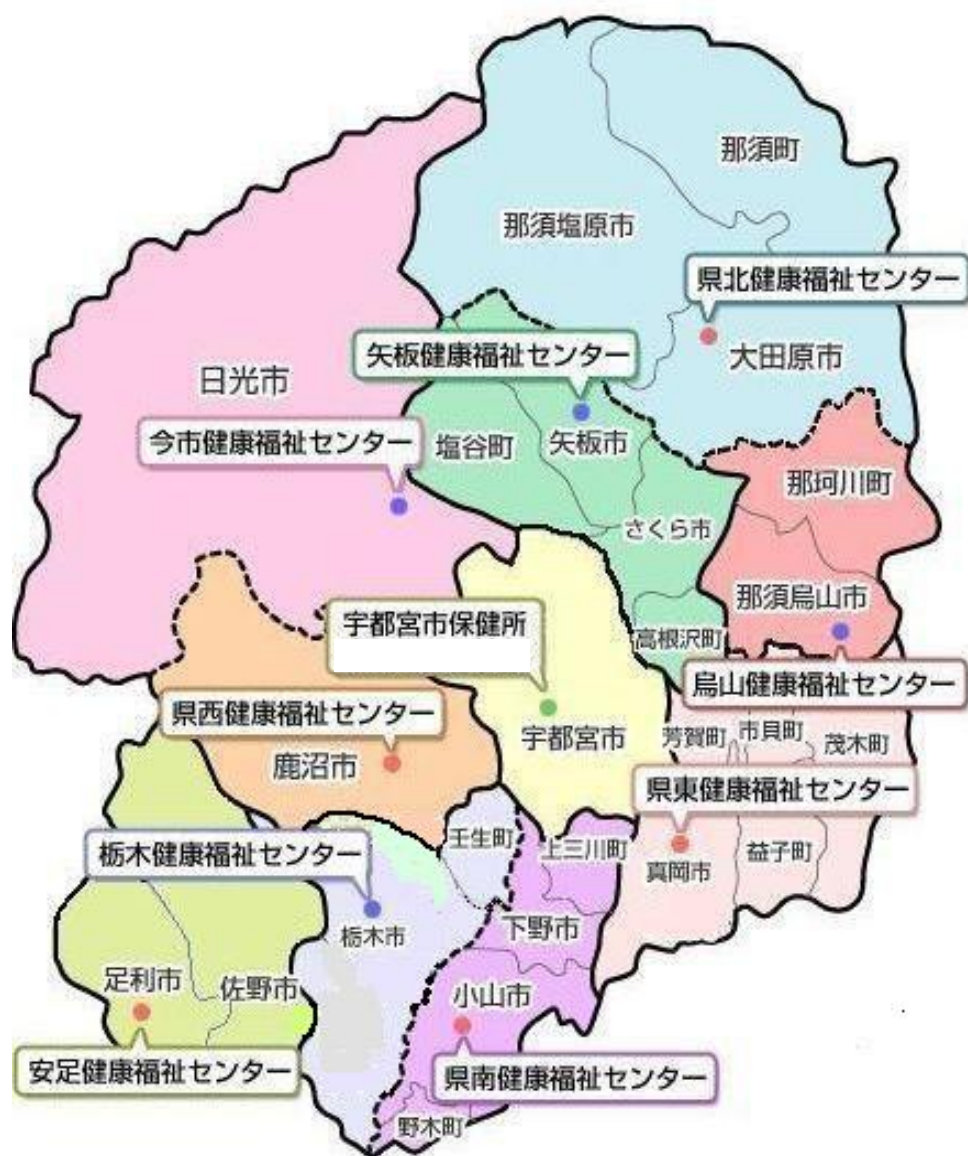 那須町
那須塩原市
県北健康福祉センター
矢板健康福祉センター
大田原市
日光市
今市健康福祉センター
塩谷町
矢板市
那珂川町
さくら市
那須烏山市
宇都宮市保健所
高根沢町
烏山健康福祉センター
県西健康福祉センター
宇都宮市
芳賀町
市貝町
茂木町
鹿沼市
県東健康福祉センター
栃木健康福祉センター
壬生町
上三川町
真岡市
益子町
栃木市
下野市
足利市
佐野市
小山市
安足健康福祉センター
県南健康福祉センター
野木町